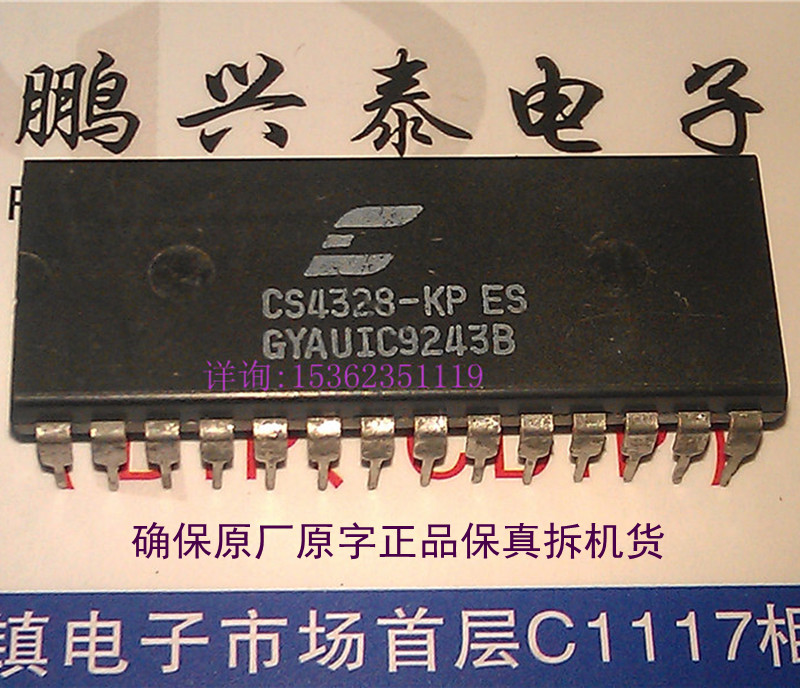 鹏兴泰电子
CS4328-KP ES
GYAUIC9243B
详询:15362351119
确保原厂原字正品保真拆机货
镇电子市场首层C1117相